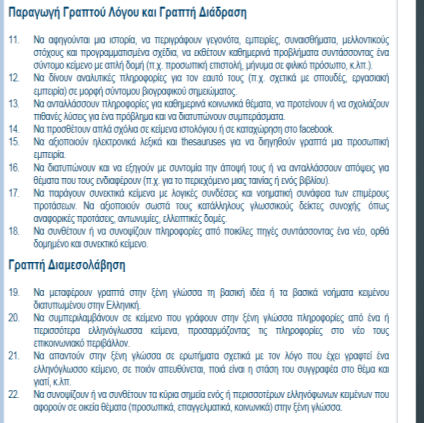 Παραγωγή Γραπτού Λόγου και Γραπτή Διάδραση
11. Να αφηγούνται μια ιστορία, να περιγράφουν γεγονότα, εμπειρίες, συναισθήματα, μελλοντικούς
στόχους και προγραμματισμένα σχέδια, να εκθέτουν καθημερινά προβλήματα συντάσσοντας ένα
σύντομο κείμενο με απλή δομή (π.χ. προσωπική επιστολή, μήνυμα σε φιλικό πρόσωπο, κ.λπ.).
12. Να δίνουν αναλυτικές πληροφορίες για τον εαυτό τους (π.χ. σχετικά με σπουδές, εργασιακή
εμπειρία) σε μορφή σύντομου βιογραφικού σημειώματος.
13. Να ανταλλάσσουν πληροφορίες για καθημερινά κοινωνικά θέματα, να προτείνουν ή να σχολιάζουν
πιθανές λύσεις για ένα πρόβλημα και να διατυπώνουν συμπεράσματα.
14. Να προσθέτουν απλά σχόλια σε κείμενα ιστολογίου ή σε καταχώρηση στο facebook.
15. Να αξιοποιούν ηλεκτρονικά λεξικά και thesauruses για να διηγηθούν γραπτά μια προσωπική
εμπειρία.
16. Να διατυπώνουν και να εξηγούν με συντομία την άποψή τους ή να ανταλλάσσουν απόψεις για
θέματα που τους ενδιαφέρουν (π.χ. για το περιεχόμενο μιας ταινίας ή ενός βιβλίου).
17. Να παράγουν συνεκτικά κείμενα με λογικές συνδέσεις και νοηματική συνάφεια των επιμέρους
προτάσεων. Να αξιοποιούν σωστά τους κατάλληλους γλωσσικούς δείκτες συνοχής όπως
αναφορικές προτάσεις, αντωνυμίες, ελλειπτικές δομές.
18. Να συνθέτουν ή να συνοψίζουν πληροφορίες από ποικίλες πηγές συντάσσοντας ένα νέο, ορθά
δομημένο και συνεκτικό κείμενο.
Γραπτή Διαμεσολάβηση
19. Να μεταφέρουν γραπτά στην ξένη γλώσσα τη βασική ιδέα ή τα βασικά νοήματα κειμένου
διατυπωμένου στην Ελληνική.
20. Να συμπεριλαμβάνουν σε κείμενο που γράφουν στην ξένη γλώσσα πληροφορίες από ένα ή
περισσότερα ελληνόγλωσσα κείμενα, προσαρμόζοντας τις πληροφορίες στο νέο τους
επικοινωνιακό περιβάλλον.
21. Να απαντούν στην ξένη γλώσσα σε ερωτήματα σχετικά με τον λόγο που έχει γραφτεί ένα
ελληνόγλωσσο κείμενο, σε ποιόν απευθύνεται, ποιά είναι η στάση του συγγραφέα στο θέμα και
γιατί, κ.λπ.
22. Να συνοψίζουν ή να συνθέτουν τα κύρια σημεία ενός ή περισσοτέρων ελληνόφωνων κειμένων που
αφορούν σε οικεία θέματα (προσωπικά, επαγγελματικά, κοινωνικά) στην ξένη γλώσσα.